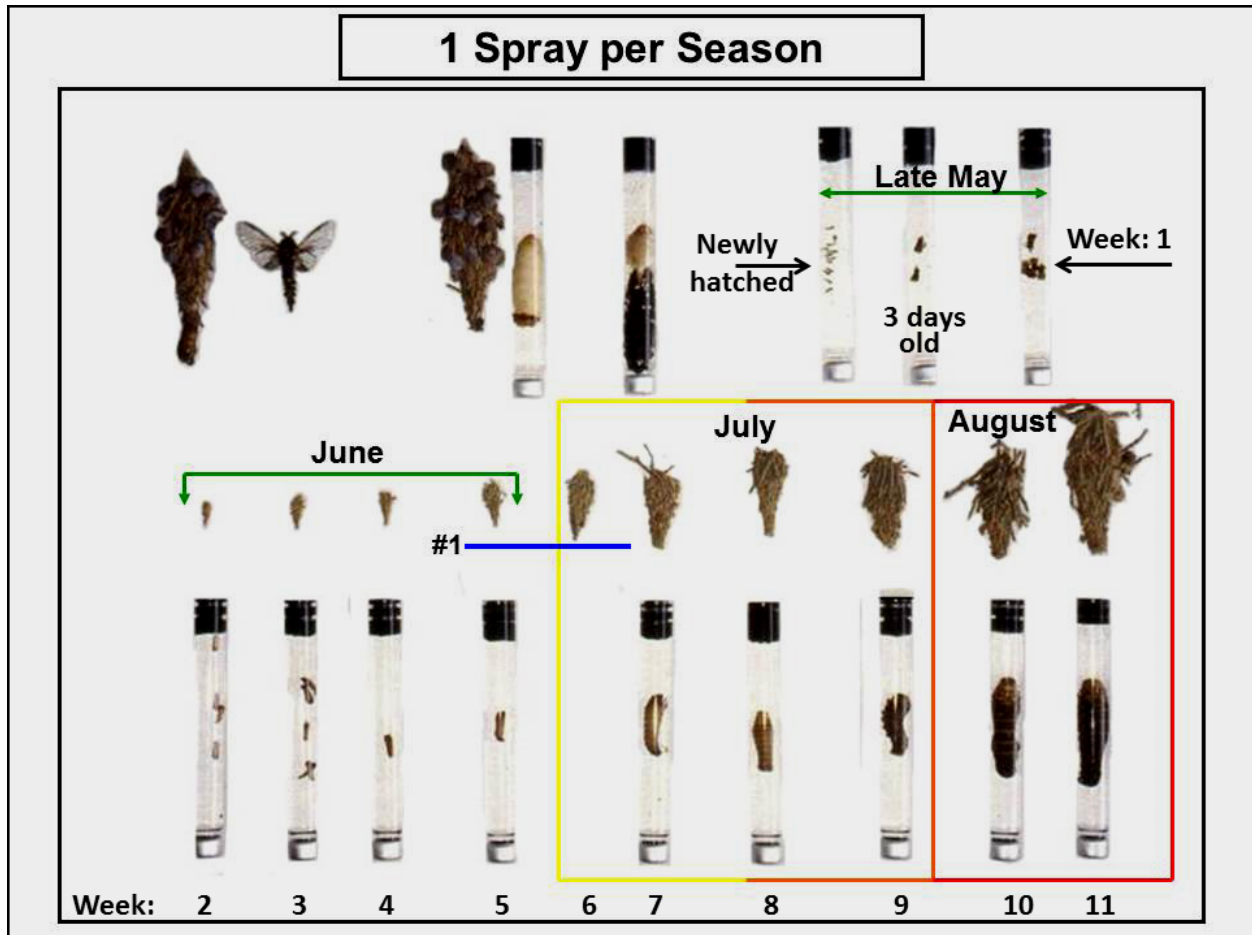 1 Spray per Season
Late May
Newly
hatched
Week: 1
3 days
old
July
August
June
#1
Week: 2 3 4 5 6 7 8 9 10 11